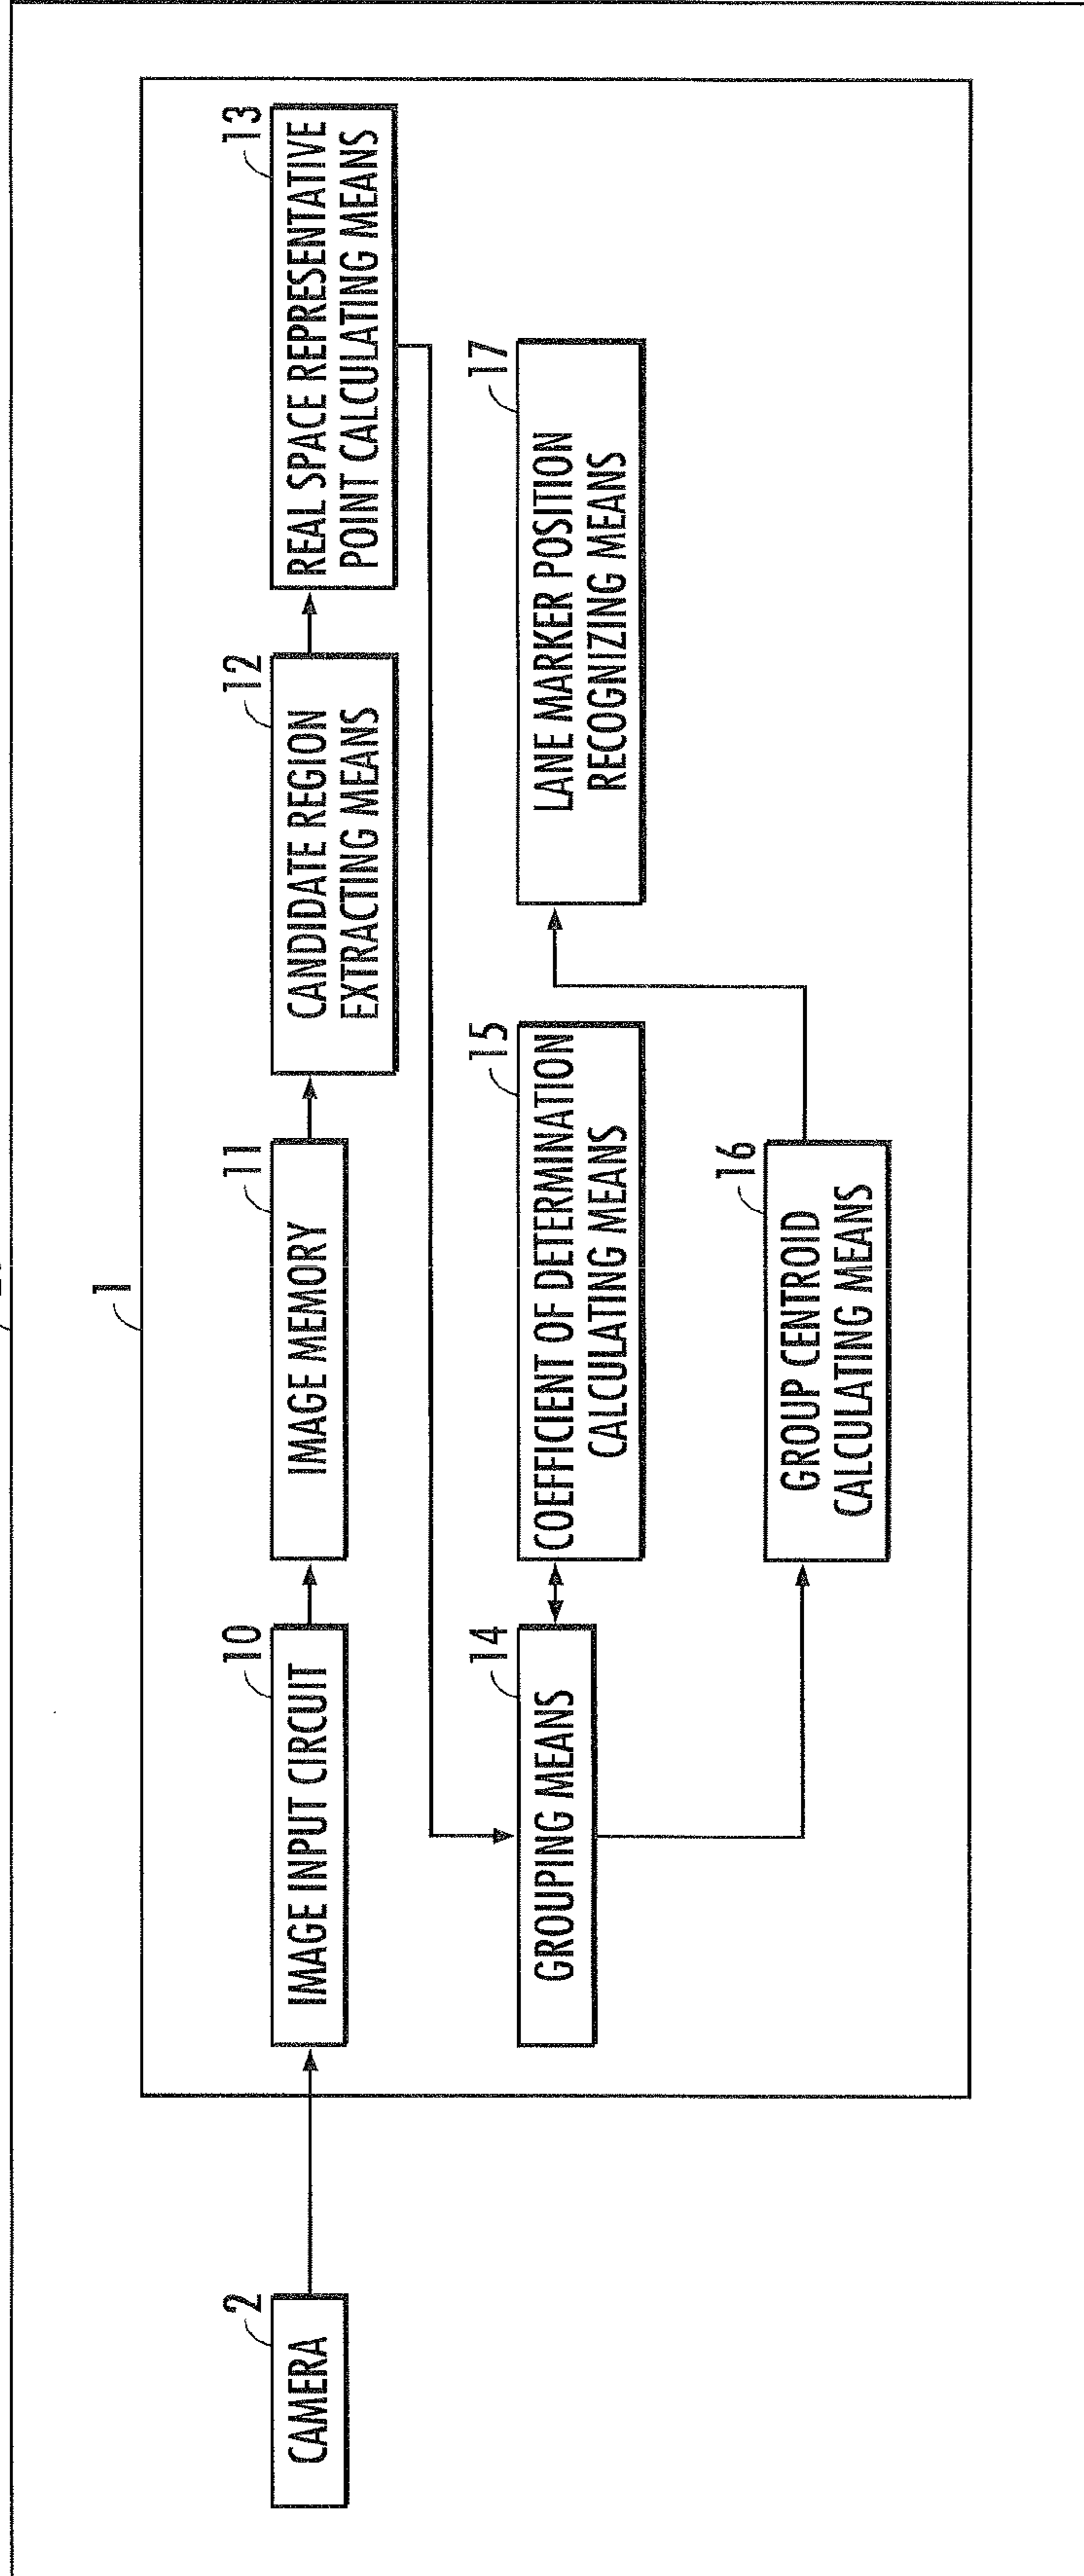 1
2
CAMERA
10
IMAGE INPUT CIRCUIT
11
IMAGE MEMORY
12
CANDIDATE REGION
EXTRACTING MEANS
13
REAL SPACE REPRESENTATIVE
POINT CALCULATING MEANS
14
GROUPING MEANS
15
COEFFICIENT OF DETERMINATION
CALCULATING MEANS
17
LANE MARKER POSITION
RECOGNIZING MEANS
16
GROUP CENTROID
CALCULATING MEANS